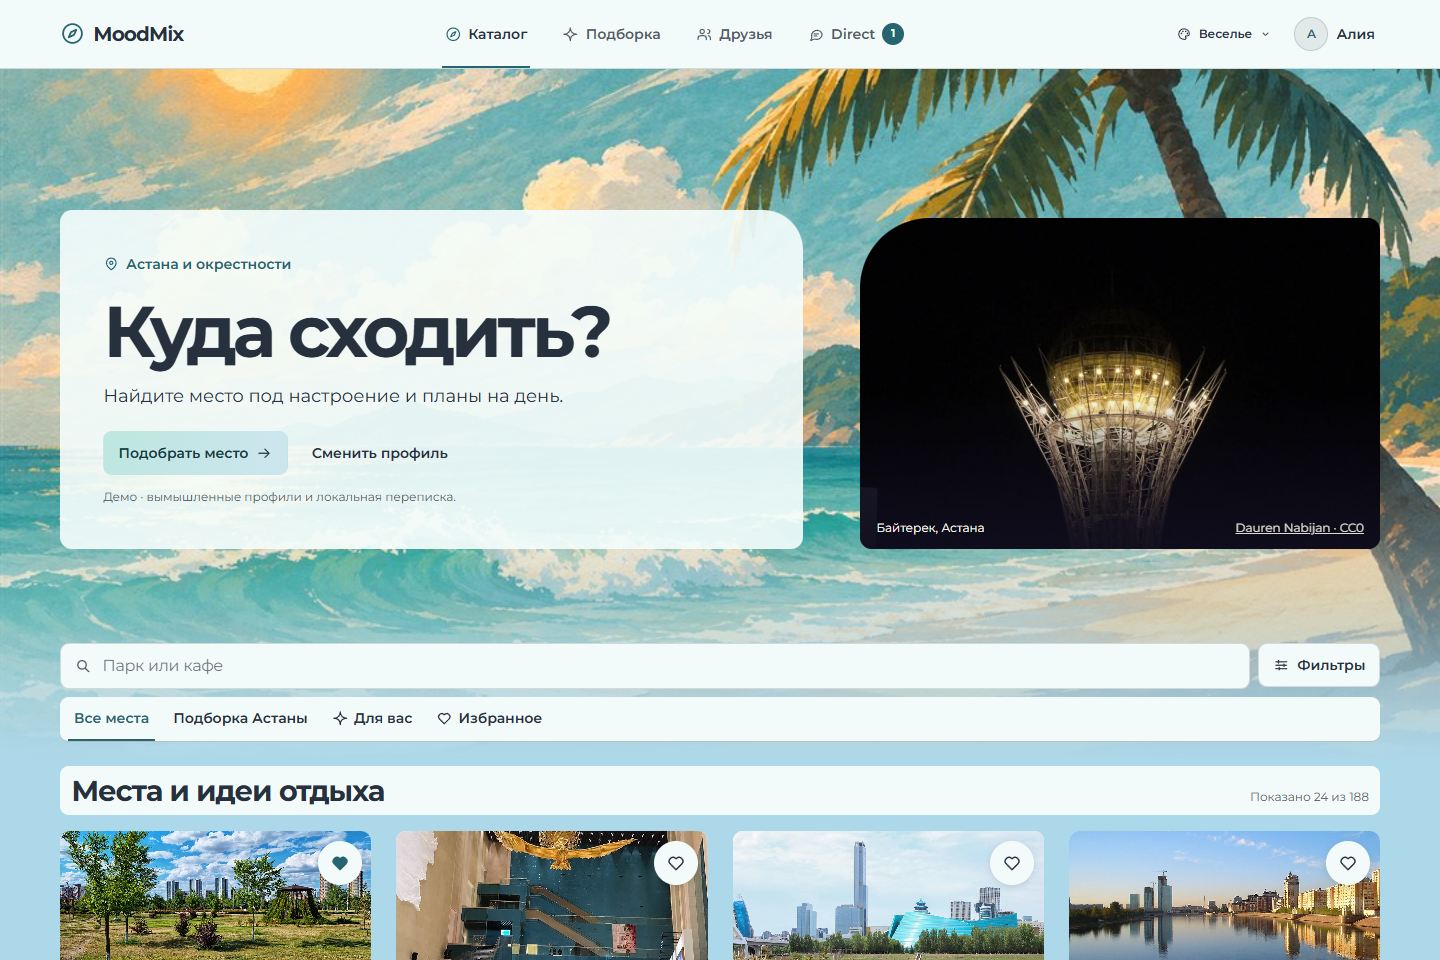 MoodMix
Каталог
Подборка
Друзья
Direct 1
Веселье
А
Алия
Астана и окрестности
Куда сходить?
Найдите место под настроение и планы на день.
Подобрать место →
Сменить профиль
Демо · вымышленные профили и локальная переписка.
Байтерек, Астана
Dauren Nabijan · CC0
Парк или кафе
Фильтры
Все места
Подборка Астаны
Для вас
Избранное
Места и идеи отдыха
Показано 24 из 188